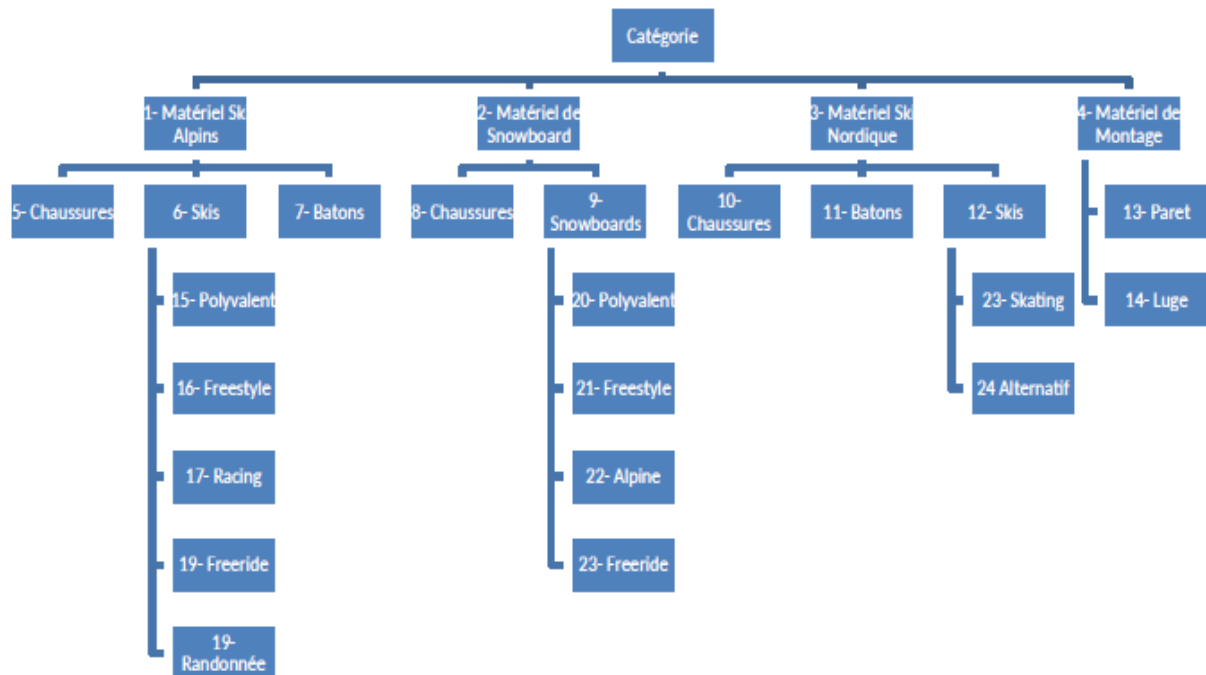 Catégorie
1- Matériel Ski
Alpins
2- Matériel de
Snowboard
3- Matériel Ski
Nordique
4- Matériel de
Montage
5- Chaussures
6- Skis
7- Batons
8- Chaussures
9-
Snowboards
10-
Chaussures
11- Batons
12- Skis
13- Paret
14- Luge
15- Polyvalent
16- Freestyle
17- Racing
19- Freeride
19-
Randonnée
20- Polyvalent
21- Freestyle
22- Alpine
23- Freeride
23- Skating
24 Alternatif